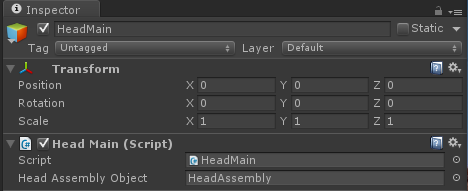 Inspector
HeadMain Static
Tag Untagged Layer Default
Transform
Position X 0 Y 0 Z 0
Rotation X 0 Y 0 Z 0
Scale X 1 Y 1 Z 1
Head Main (Script)
Script HeadMain
Head Assembly Object HeadAssembly